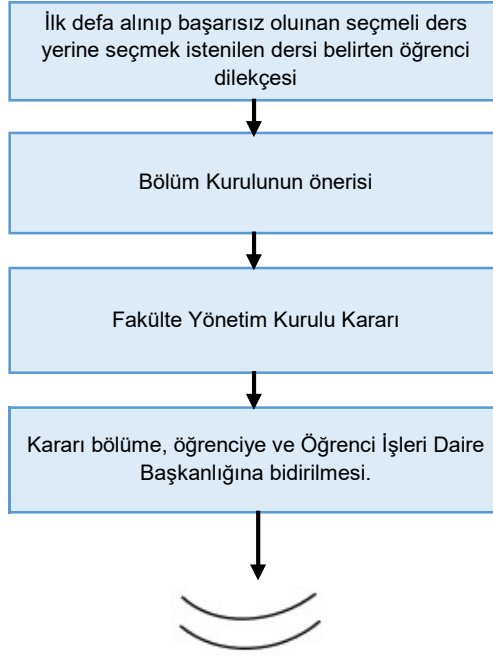 İlk defa alınıp başarısız oluınan seçmeli ders
yerine seçmek istenilen dersi belirten öğrenci
dilekçesi
Bölüm Kurulunun önerisi
Fakülte Yönetim Kurulu Kararı
Kararı bölüme, öğrenciye ve Öğrenci İşleri Daire
Başkanlığına bidirilmesi.